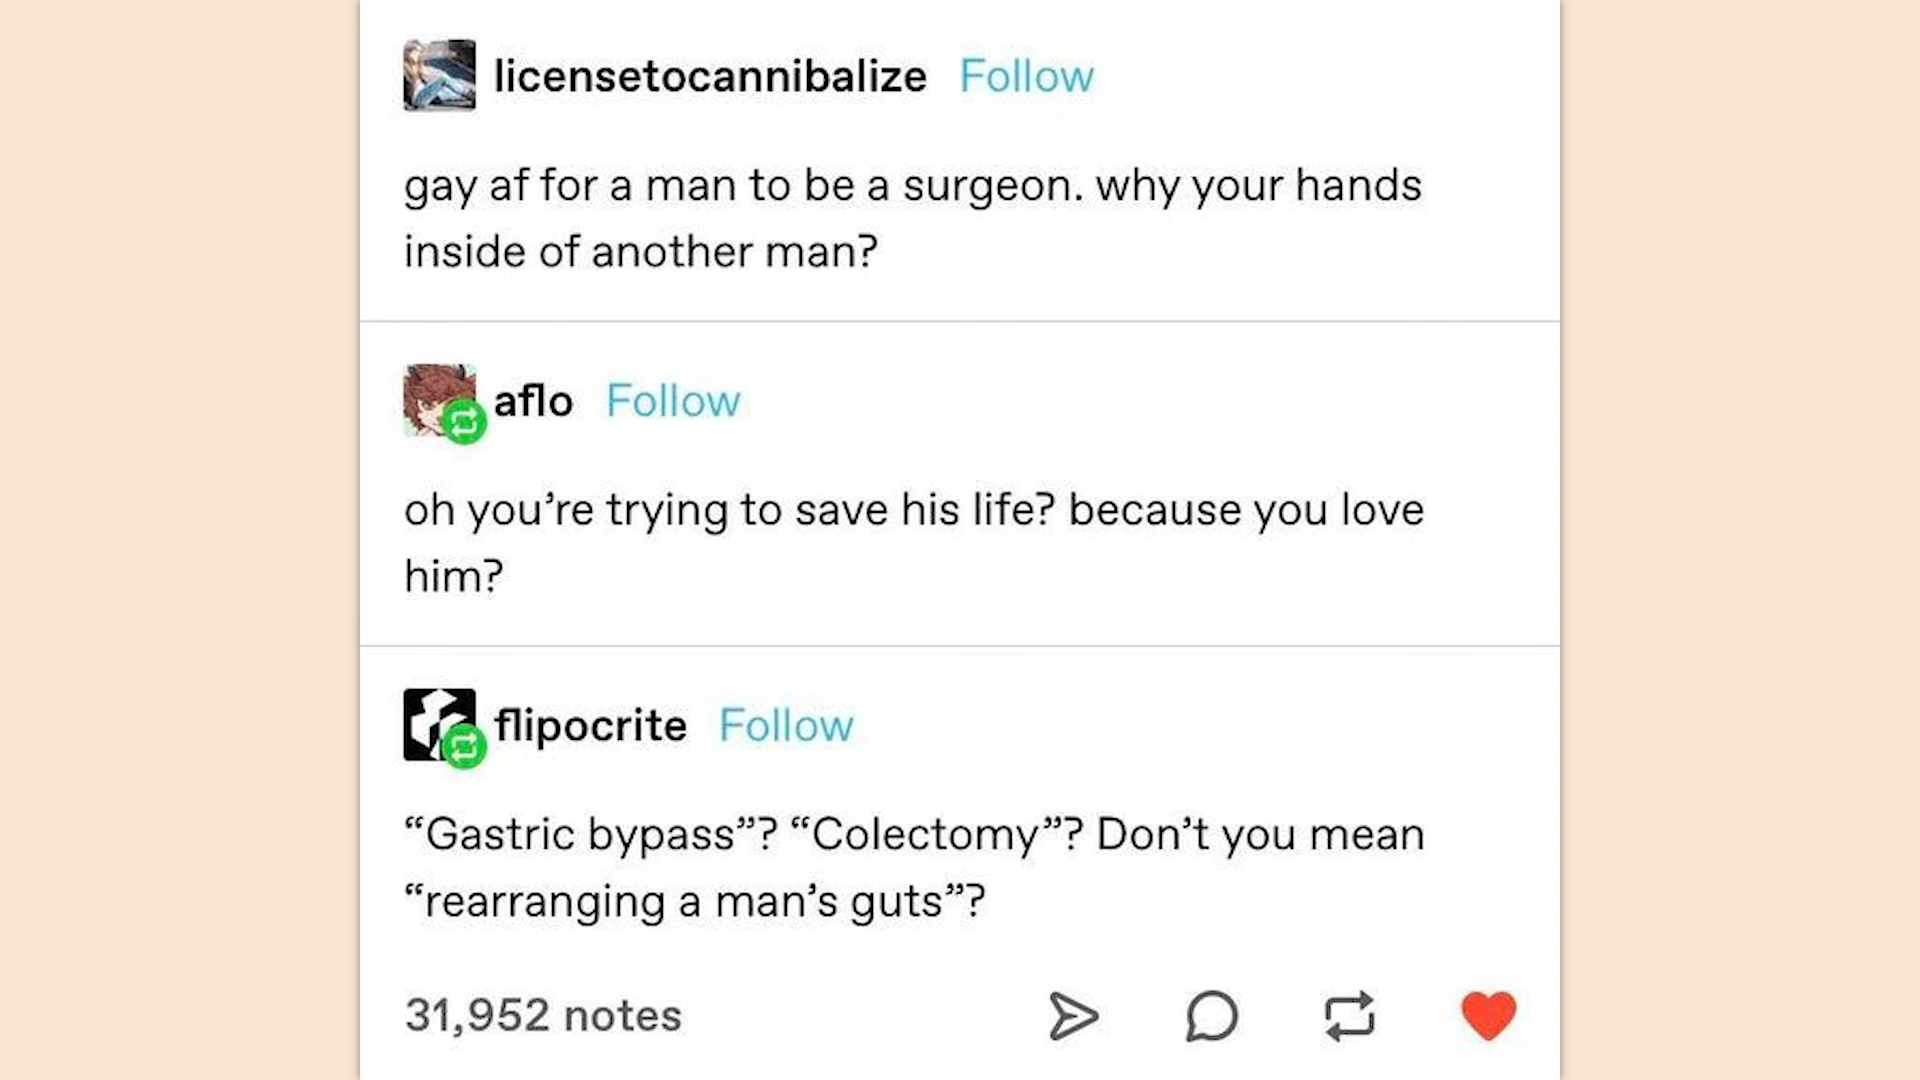 licensetocannibalize Follow
gay af for a man to be a surgeon. why your hands
inside of another man?
aflo Follow
oh you’re trying to save his life? because you love
him?
flipocrite Follow
“Gastric bypass”? “Colectomy”? Don’t you mean
“rearranging a man’s guts”?
31,952 notes